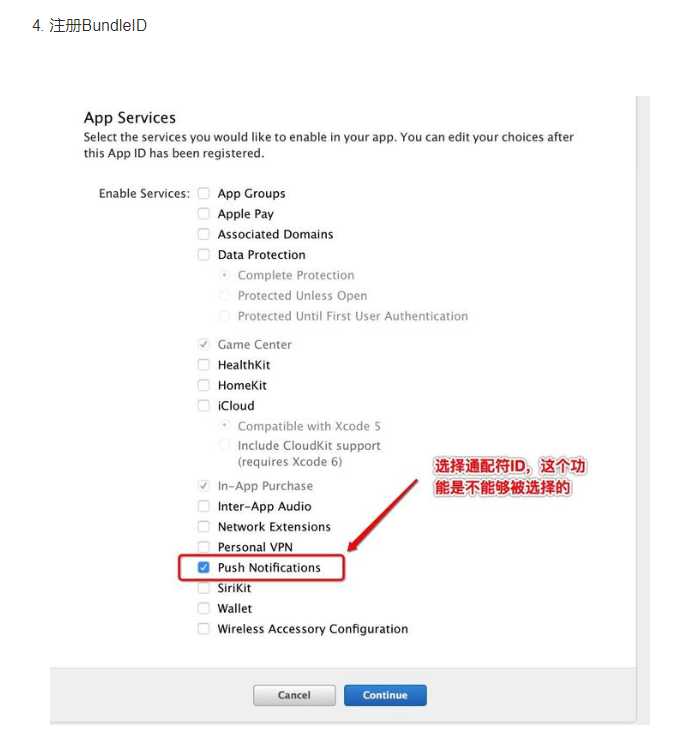 4. 注册BundleID
App Services
Select the services you would like to enable in your app. You can edit your choices after
this App ID has been registered.
Enable Services: App Groups
Apple Pay
Associated Domains
Data Protection
Complete Protection
Protected Unless Open
Protected Until First User Authentication
Game Center
HealthKit
HomeKit
iCloud
Compatible with Xcode 5
Include CloudKit support
(requires Xcode 6)
选择通配符ID，这个功
能是不能够被选择的
In-App Purchase
Inter-App Audio
Network Extensions
Personal VPN
Push Notifications
SiriKit
Wallet
Wireless Accessory Configuration
Cancel Continue